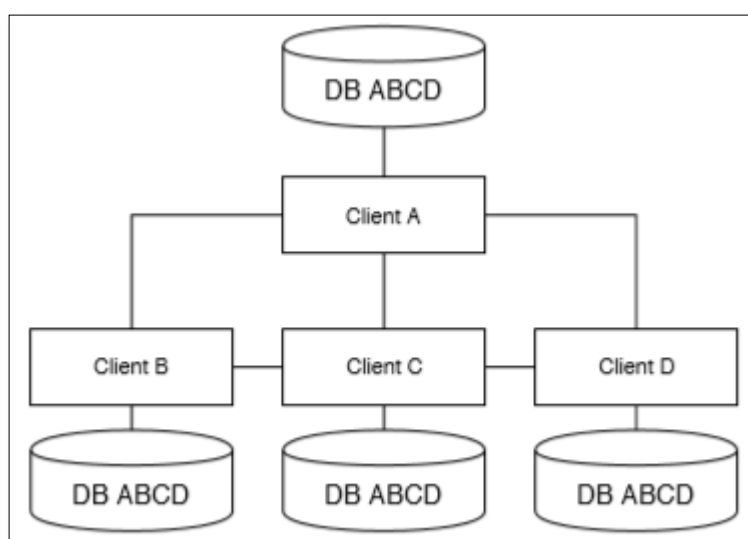 DB ABCD
Client A
Client B
Client C
Client D
DB ABCD
DB ABCD
DB ABCD